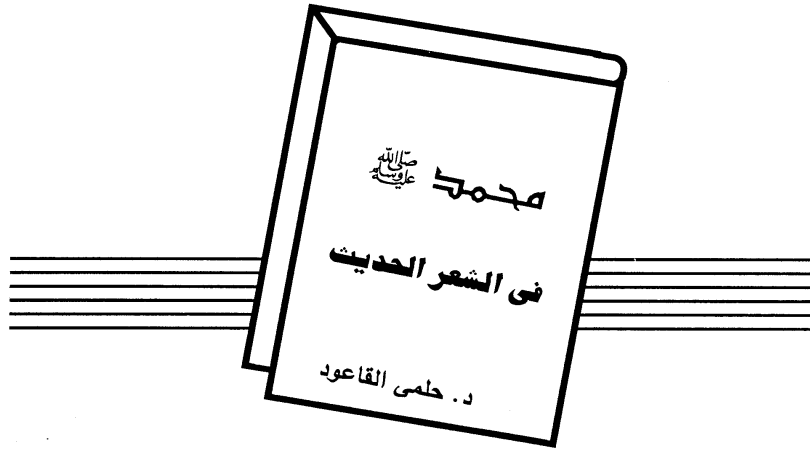 محمد ﷺ
فى الشعر الحديث
د. حلمى القاعود